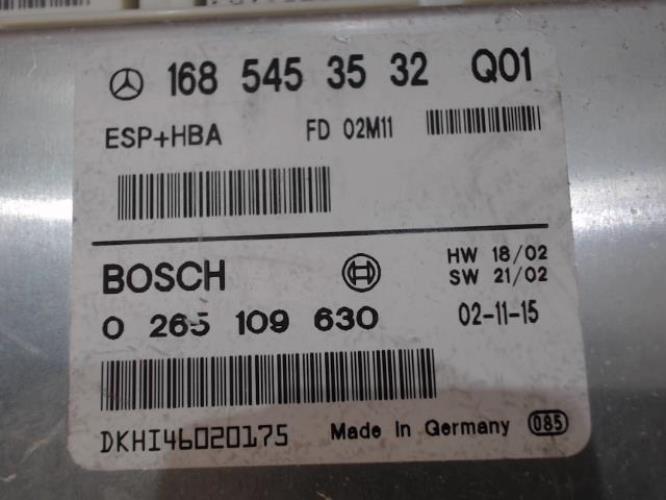 168 545 35 32 Q01
ESP+HBA FD 02M11
BOSCH HW 18/02
SW 21/02
0 265 109 630 02-11-15
DKHI46020175 Made In Germany 085